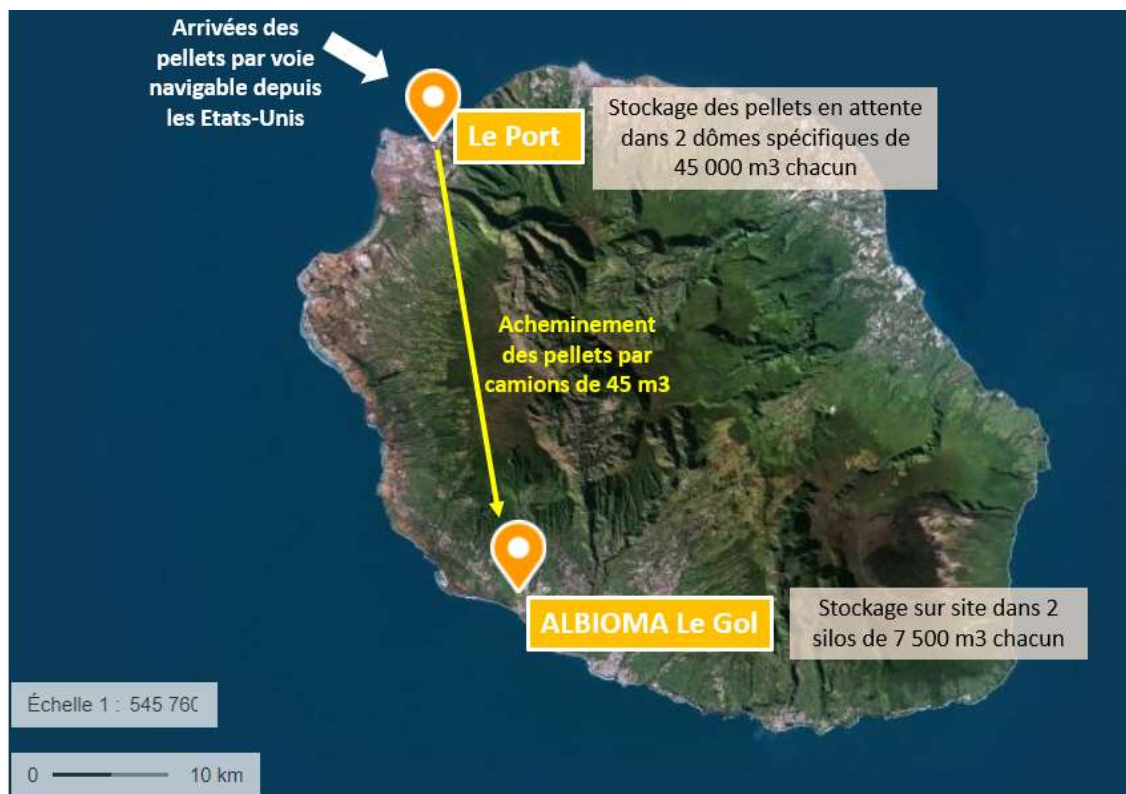 Arrivées des
pellets par voie
navigable depuis
les Etats-Unis
Le Port
Stockage des pellets en attente
dans 2 dômes spécifiques de
45 000 m3 chacun
Acheminement
des pellets par
camions de 45 m3
ALBIOMA Le Gol
Stockage sur site dans 2
silos de 7 500 m3 chacun
Échelle 1 : 545 760
0 10 km